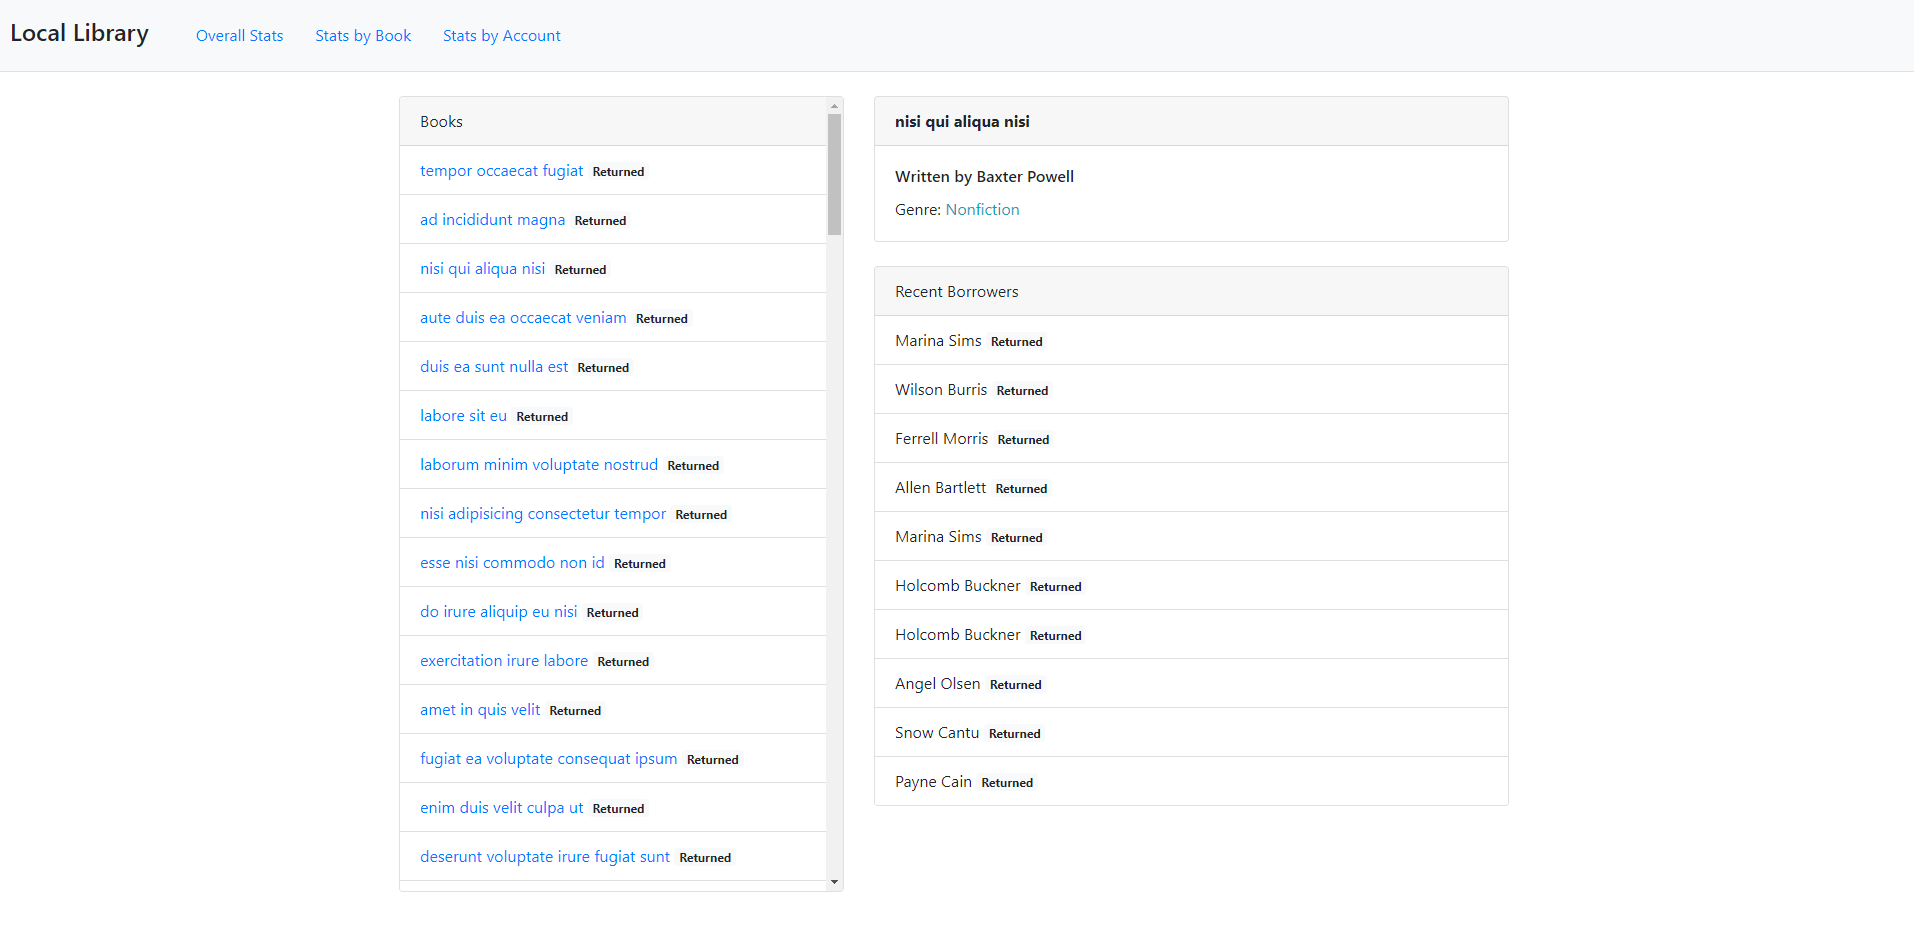 Local Library Overall Stats Stats by Book Stats by Account
Books
tempor occaecat fugiat Returned
ad incididunt magna Returned
nisi qui aliqua nisi Returned
aute duis ea occaecat veniam Returned
duis ea sunt nulla est Returned
labore sit eu Returned
laborum minim voluptate nostrud Returned
nisi adipisicing consectetur tempor Returned
esse nisi commodo non id Returned
do irure aliquip eu nisi Returned
exercitation irure labore Returned
amet in quis velit Returned
fugiat ea voluptate consequat ipsum Returned
enim duis velit culpa ut Returned
deserunt voluptate irure fugiat sunt Returned
nisi qui aliqua nisi
Written by Baxter Powell
Genre: Nonfiction
Recent Borrowers
Marina Sims Returned
Wilson Burris Returned
Ferrell Morris Returned
Allen Bartlett Returned
Marina Sims Returned
Holcomb Buckner Returned
Holcomb Buckner Returned
Angel Olsen Returned
Snow Cantu Returned
Payne Cain Returned